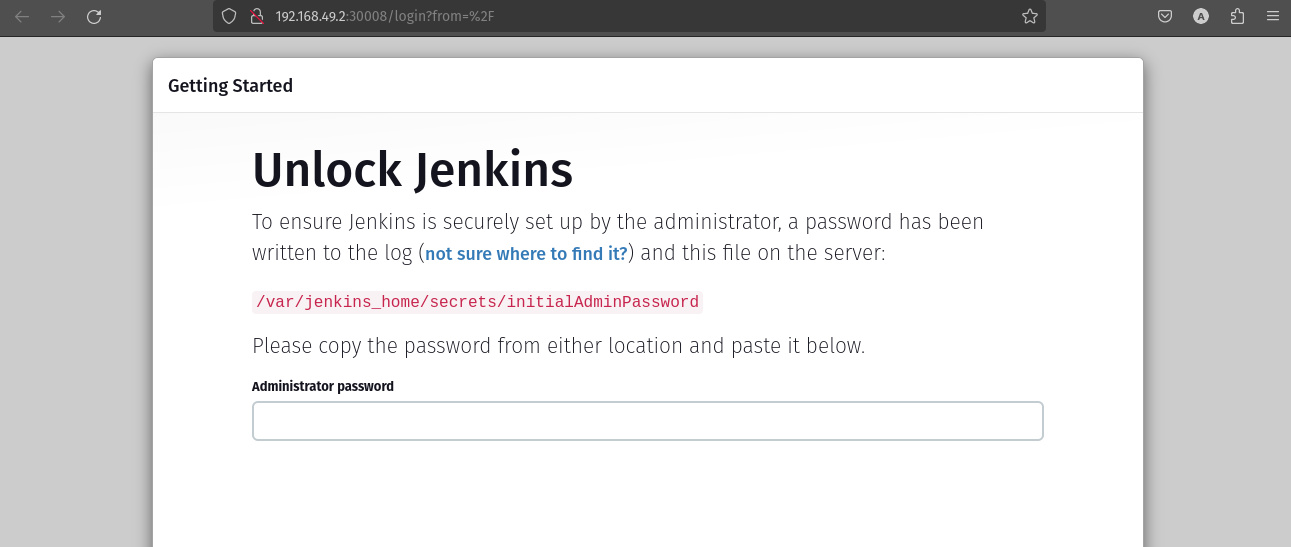 192.168.49.2:30008/login?from=%2F
A
Getting Started
Unlock Jenkins
To ensure Jenkins is securely set up by the administrator, a password has been
written to the log (not sure where to find it?) and this file on the server:
/var/jenkins_home/secrets/initialAdminPassword
Please copy the password from either location and paste it below.
Administrator password